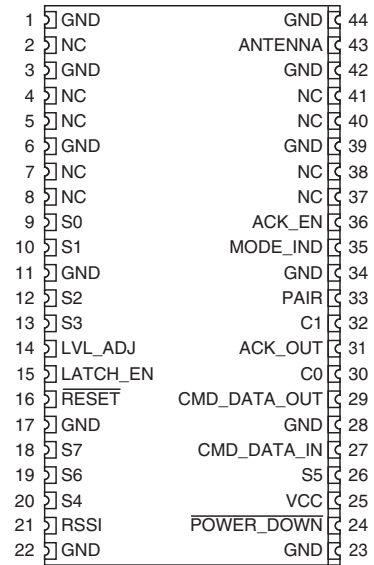 1 GND GND 44
2 NC ANTENNA 43
3 GND GND 42
4 NC NC 41
5 NC NC 40
6 GND GND 39
7 NC NC 38
8 NC NC 37
9 S0 ACK_EN 36
10 S1 MODE_IND 35
11 GND GND 34
12 S2 PAIR 33
13 S3 C1 32
14 LVL_ADJ ACK_OUT 31
15 LATCH_EN C0 30
16 RESET CMD_DATA_OUT 29
17 GND GND 28
18 S7 CMD_DATA_IN 27
19 S6 S5 26
20 S4 VCC 25
21 RSSI POWER_DOWN 24
22 GND GND 23